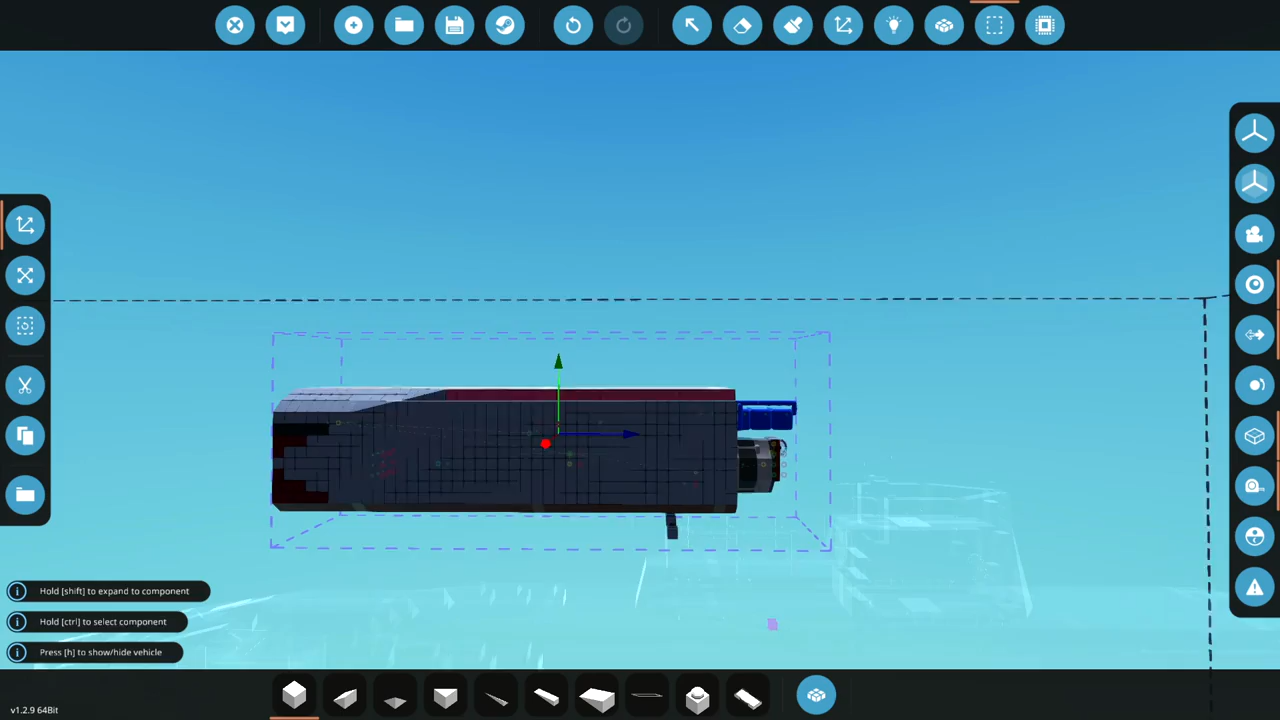 Hold [shift] to expand to component
Hold [ctrl] to select component
Press [h] to show/hide vehicle
v1.2.9 64Bit